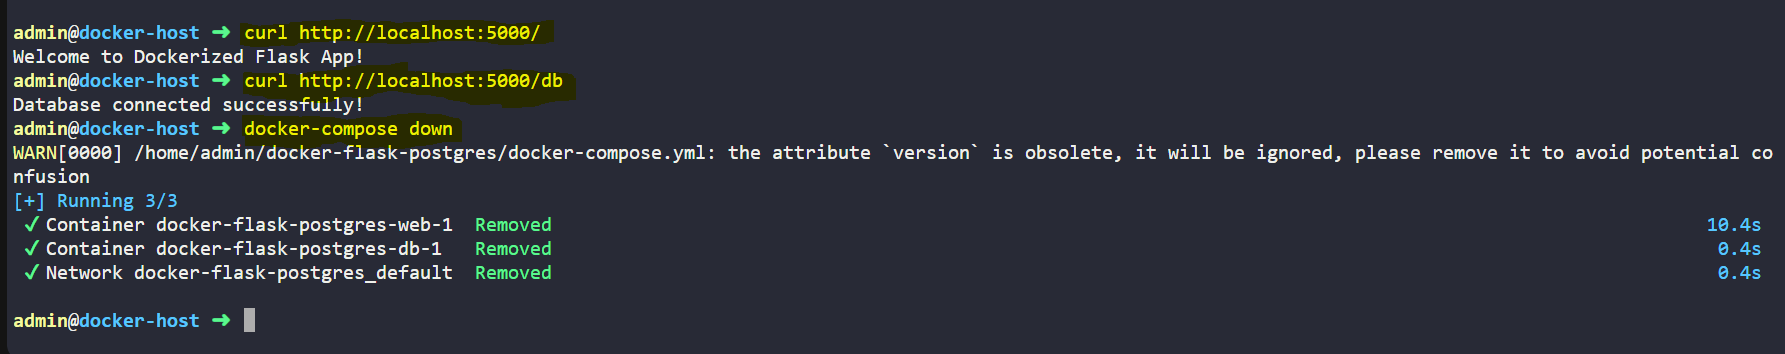 admin@docker-host ➜ curl http://localhost:5000/
Welcome to Dockerized Flask App!
admin@docker-host ➜ curl http://localhost:5000/db
Database connected successfully!
admin@docker-host ➜ docker-compose down
WARN[0000] /home/admin/docker-flask-postgres/docker-compose.yml: the attribute `version` is obsolete, it will be ignored, please remove it to avoid potential co
nfusion
[+] Running 3/3
✓ Container docker-flask-postgres-web-1 Removed 10.4s
✓ Container docker-flask-postgres-db-1 Removed 0.4s
✓ Network docker-flask-postgres_default Removed 0.4s
admin@docker-host ➜